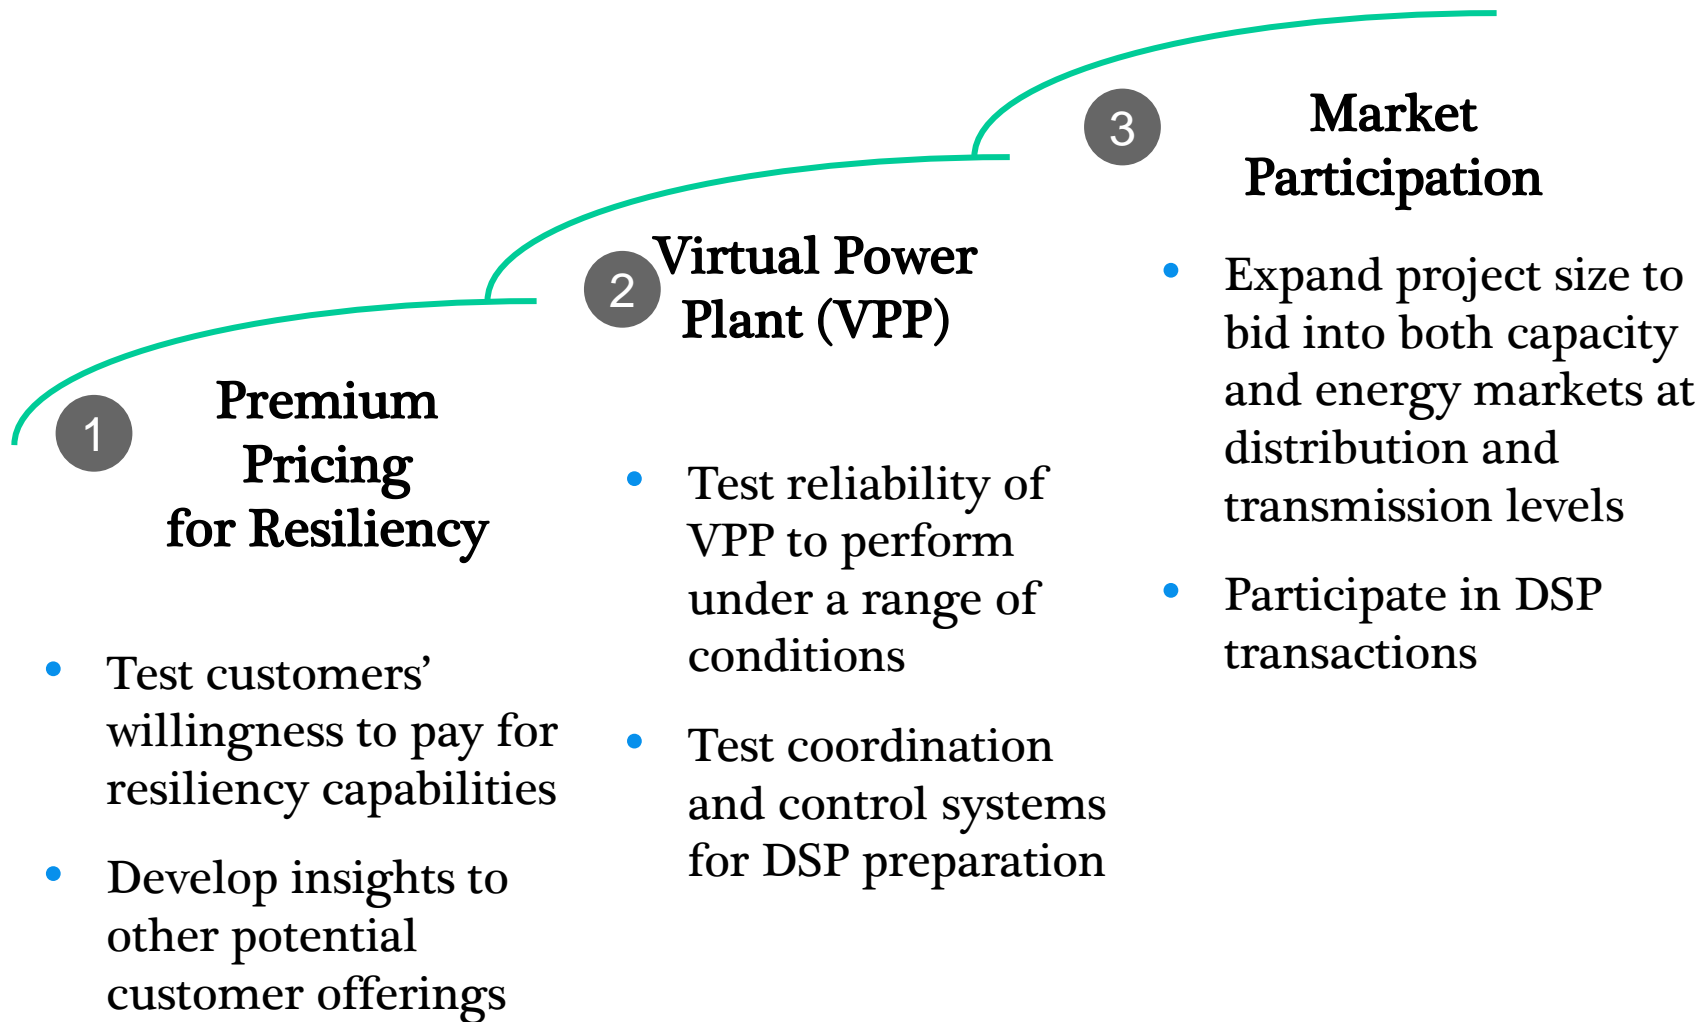 1
Premium
Pricing
for Resiliency
• Test customers’
willingness to pay for
resiliency capabilities
• Develop insights to
other potential
customer offerings
2
Virtual Power
Plant (VPP)
• Test reliability of
VPP to perform
under a range of
conditions
• Test coordination
and control systems
for DSP preparation
3
Market
Participation
• Expand project size to
bid into both capacity
and energy markets at
distribution and
transmission levels
• Participate in DSP
transactions